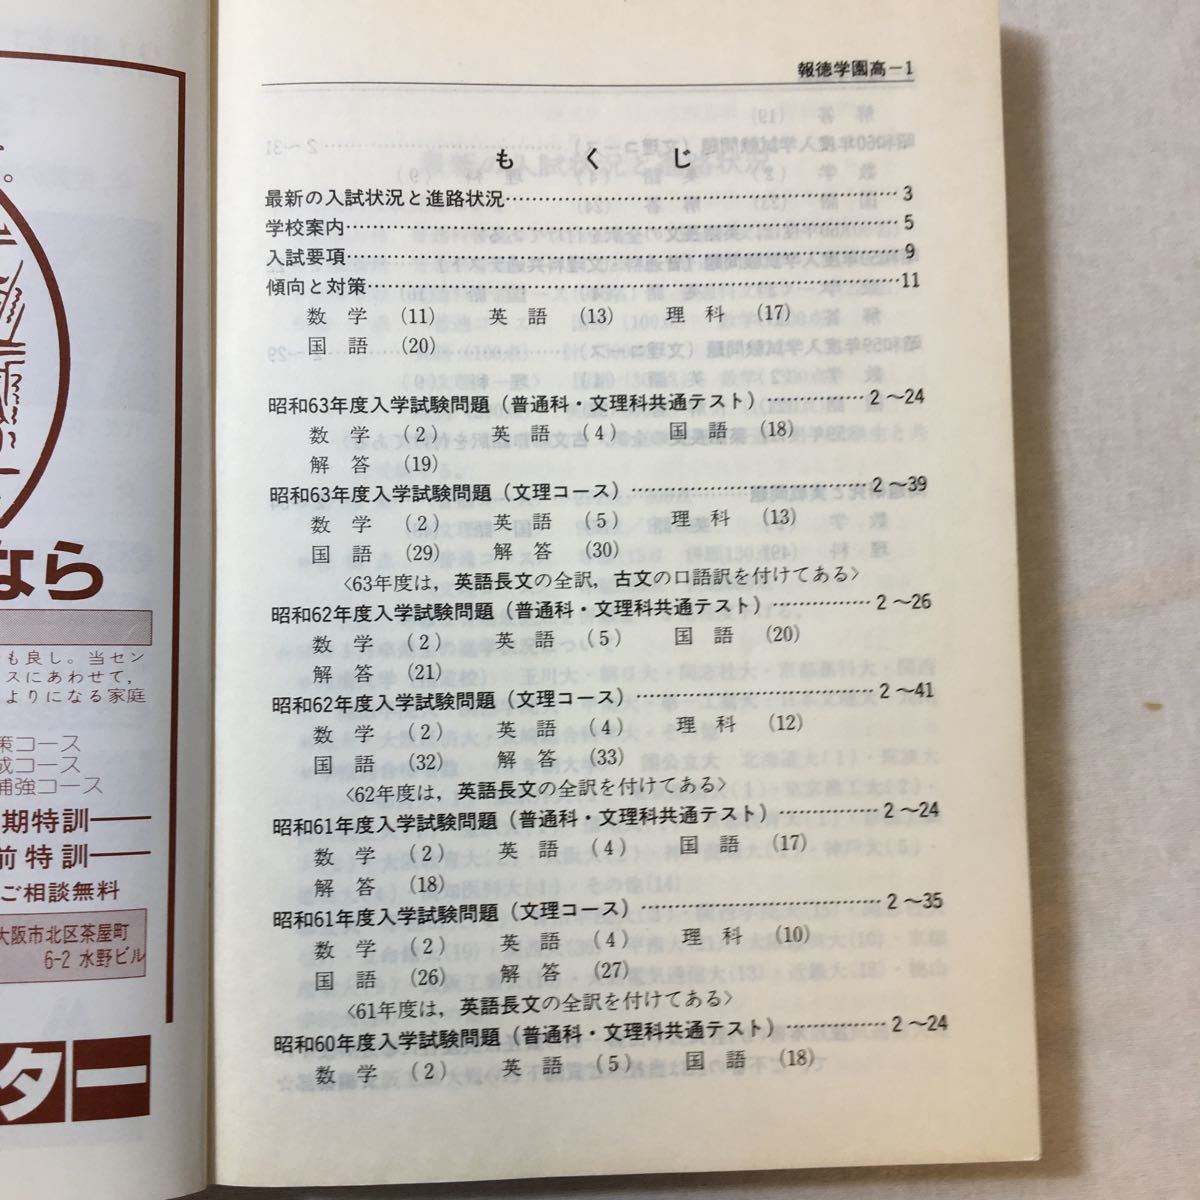 報徳学園高－1
もくじ
最新の入試状況と進路状況……3
学校案内……5
入試要項……9
傾向と対策……11
数学 (11) 英語 (13) 理科 (17)
国語 (20)
昭和63年度入学試験問題（普通科・文理科共通テスト）……2～24
数学 (2) 英語 (4) 国語 (18)
解答 (19)
昭和63年度入学試験問題（文理コース）……2～39
数学 (2) 英語 (5) 理科 (13)
国語 (29) 解答 (30)
〈63年度は，英語長文の全訳，古文の口語訳を付けてある〉
昭和62年度入学試験問題（普通科・文理科共通テスト）……2～26
数学 (2) 英語 (5) 国語 (20)
解答 (21)
昭和62年度入学試験問題（文理コース）……2～41
数学 (2) 英語 (4) 理科 (12)
国語 (32) 解答 (33)
〈62年度は，英語長文の全訳を付けてある〉
昭和61年度入学試験問題（普通科・文理科共通テスト）……2～24
数学 (2) 英語 (4) 国語 (17)
解答 (18)
昭和61年度入学試験問題（文理コース）……2～35
数学 (2) 英語 (4) 理科 (10)
国語 (26) 解答 (27)
〈61年度は，英語長文の全訳を付けてある〉
昭和60年度入学試験問題（普通科・文理科共通テスト）……2～24
数学 (2) 英語 (5) 国語 (18)
。
なら
も良し。当セン
スにあわせて，
よりになる家庭
策コース
成コース
補強コース
期特訓
前特訓
ご相談無料
大阪市北区茶屋町
6-2 水野ビル
ター